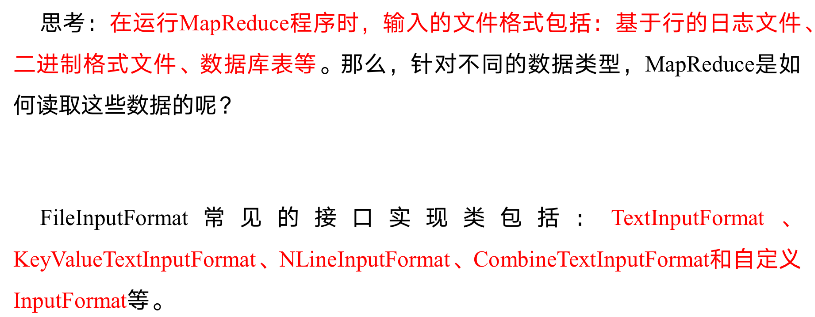 思考：在运行MapReduce程序时，输入的文件格式包括：基于行的日志文件、
二进制格式文件、数据库表等。那么，针对不同的数据类型，MapReduce是如
何读取这些数据的呢？
FileInputFormat常见的接口实现类包括：TextInputFormat、
KeyValueTextInputFormat、NLineInputFormat、CombineTextInputFormat和自定义
InputFormat等。